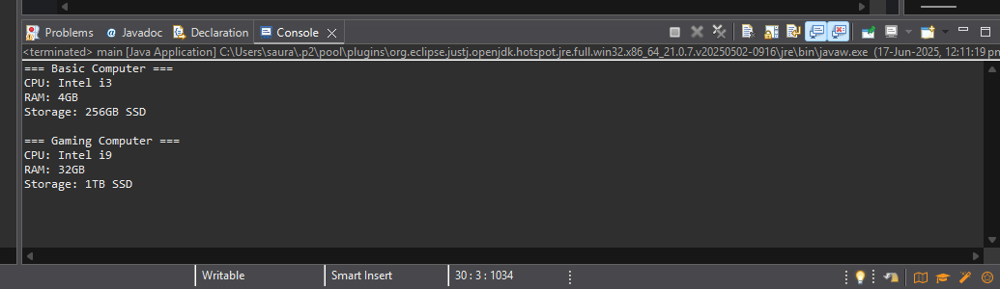 Problems @ Javadoc Declaration Console
<terminated> main [Java Application] C:\Users\saura\.p2\pool\plugins\org.eclipse.justj.openjdk.hotspot.jre.full.win32.x86_64_21.0.7.v20250502-0916\jre\bin\javaw.exe (17-Jun-2025, 12:11:19 pm
=== Basic Computer ===
CPU: Intel i3
RAM: 4GB
Storage: 256GB SSD
=== Gaming Computer ===
CPU: Intel i9
RAM: 32GB
Storage: 1TB SSD
Writable Smart Insert 30 : 3 : 1034